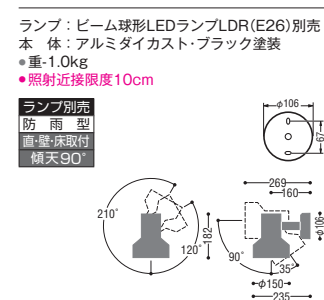 ランプ：ビーム球形LEDランプLDR(E26)別売
本　体：アルミダイカスト・ブラック塗装
●重-1.0kg
●照射近接限度10cm
ランプ別売
防 雨 型
直・壁・床取付
傾天90°
φ106
67
269
160
210°
120°
182
φ106
90°
35°
φ150
235